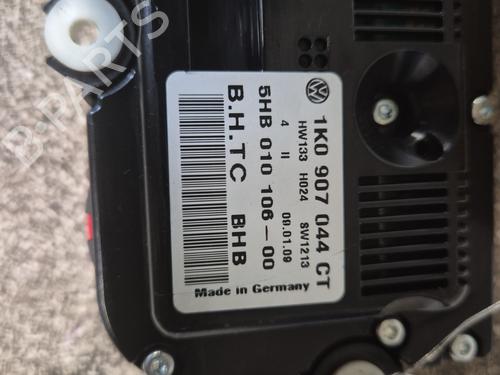 1K0 907 044 CT
HW133 H024 SW1213
4 II 09.01.09
5HB 010 106-00
B.H.TC BHB
Made in Germany
B-PARTS